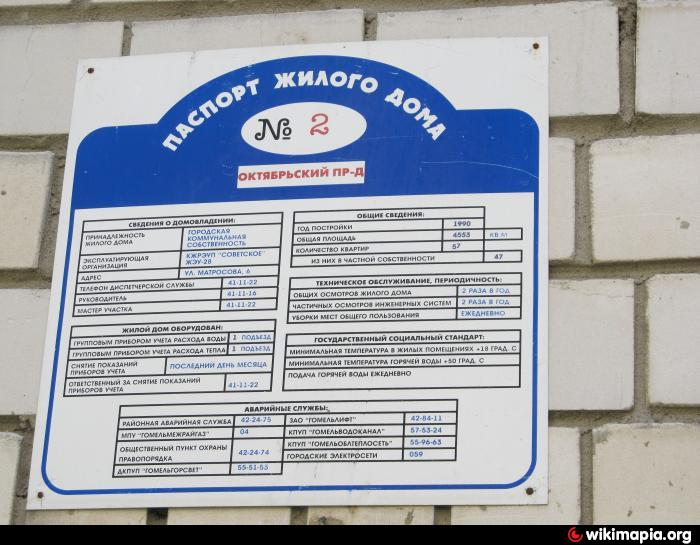 ПАСПОРТ ЖИЛОГО ДОМА
№ 2
ОКТЯБРЬСКИЙ ПР-Д
СВЕДЕНИЯ О ДОМОВЛАДЕНИИ:
ПРИНАДЛЕЖНОСТЬ ЖИЛОГО ДОМА
ГОРОДСКАЯ КОММУНАЛЬНАЯ СОБСТВЕННОСТЬ
ЭКСПЛУАТИРУЮЩАЯ ОРГАНИЗАЦИЯ
КЖРЭУП "СОВЕТСКОЕ" ЖЭУ-28
АДРЕС УЛ. МАТРОСОВА, 6
ТЕЛЕФОН ДИСПЕТЧЕРСКОЙ СЛУЖБЫ 41-11-22
РУКОВОДИТЕЛЬ 41-11-16
МАСТЕР УЧАСТКА 41-11-22
ЖИЛОЙ ДОМ ОБОРУДОВАН:
ГРУППОВЫМ ПРИБОРОМ УЧЕТА РАСХОДА ВОДЫ 1 ПОДЪЕЗД
ГРУППОВЫМ ПРИБОРОМ УЧЕТА РАСХОДА ТЕПЛА 1 ПОДЪЕЗД
СНЯТИЕ ПОКАЗАНИЙ ПРИБОРОВ УЧЕТА
ПОСЛЕДНИЙ ДЕНЬ МЕСЯЦА
ОТВЕТСТВЕННЫЙ ЗА СНЯТИЕ ПОКАЗАНИЙ ПРИБОРОВ УЧЕТА
41-11-22
ОБЩИЕ СВЕДЕНИЯ:
ГОД ПОСТРОЙКИ 1990
ОБЩАЯ ПЛОЩАДЬ 4553 КВ М
КОЛИЧЕСТВО КВАРТИР 57
ИЗ НИХ В ЧАСТНОЙ СОБСТВЕННОСТИ 47
ТЕХНИЧЕСКОЕ ОБСЛУЖИВАНИЕ, ПЕРИОДИЧНОСТЬ:
ОБЩИХ ОСМОТРОВ ЖИЛОГО ДОМА 2 РАЗА В ГОД
ЧАСТИЧНЫХ ОСМОТРОВ ИНЖЕНЕРНЫХ СИСТЕМ 2 РАЗА В ГОД
УБОРКИ МЕСТ ОБЩЕГО ПОЛЬЗОВАНИЯ ЕЖЕДНЕВНО
ГОСУДАРСТВЕННЫЙ СОЦИАЛЬНЫЙ СТАНДАРТ:
МИНИМАЛЬНАЯ ТЕМПЕРАТУРА В ЖИЛЫХ ПОМЕЩЕНИЯХ +18 ГРАД. С
МИНИМАЛЬНАЯ ТЕМПЕРАТУРА ГОРЯЧЕЙ ВОДЫ +50 ГРАД. С
ПОДАЧА ГОРЯЧЕЙ ВОДЫ ЕЖЕДНЕВНО
АВАРИЙНЫЕ СЛУЖБЫ:
РАЙОННАЯ АВАРИЙНАЯ СЛУЖБА 42-24-75
МПУ "ГОМЕЛЬМЕЖРАЙГАЗ" 04
ОБЩЕСТВЕННЫЙ ПУНКТ ОХРАНЫ ПРАВОПОРЯДКА
42-24-74
ДКПУП "ГОМЕЛЬГОРСВЕТ" 55-51-53
ЗАО "ГОМЕЛЬЛИФТ" 42-84-11
КПУП "ГОМЕЛЬВОДОКАНАЛ" 57-53-24
КПУП "ГОМЕЛЬОБЛТЕПЛОСЕТЬ" 55-96-63
ГОРОДСКИЕ ЭЛЕКТРОСЕТИ 059
wikimapia.org